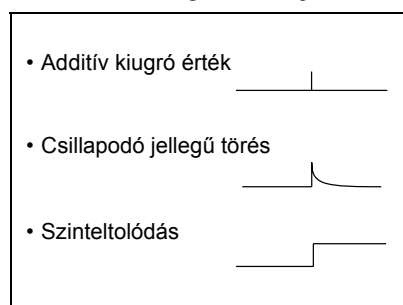 • Additív kiugró érték
• Csillapodó jellegű törés
• Szinteltolódás